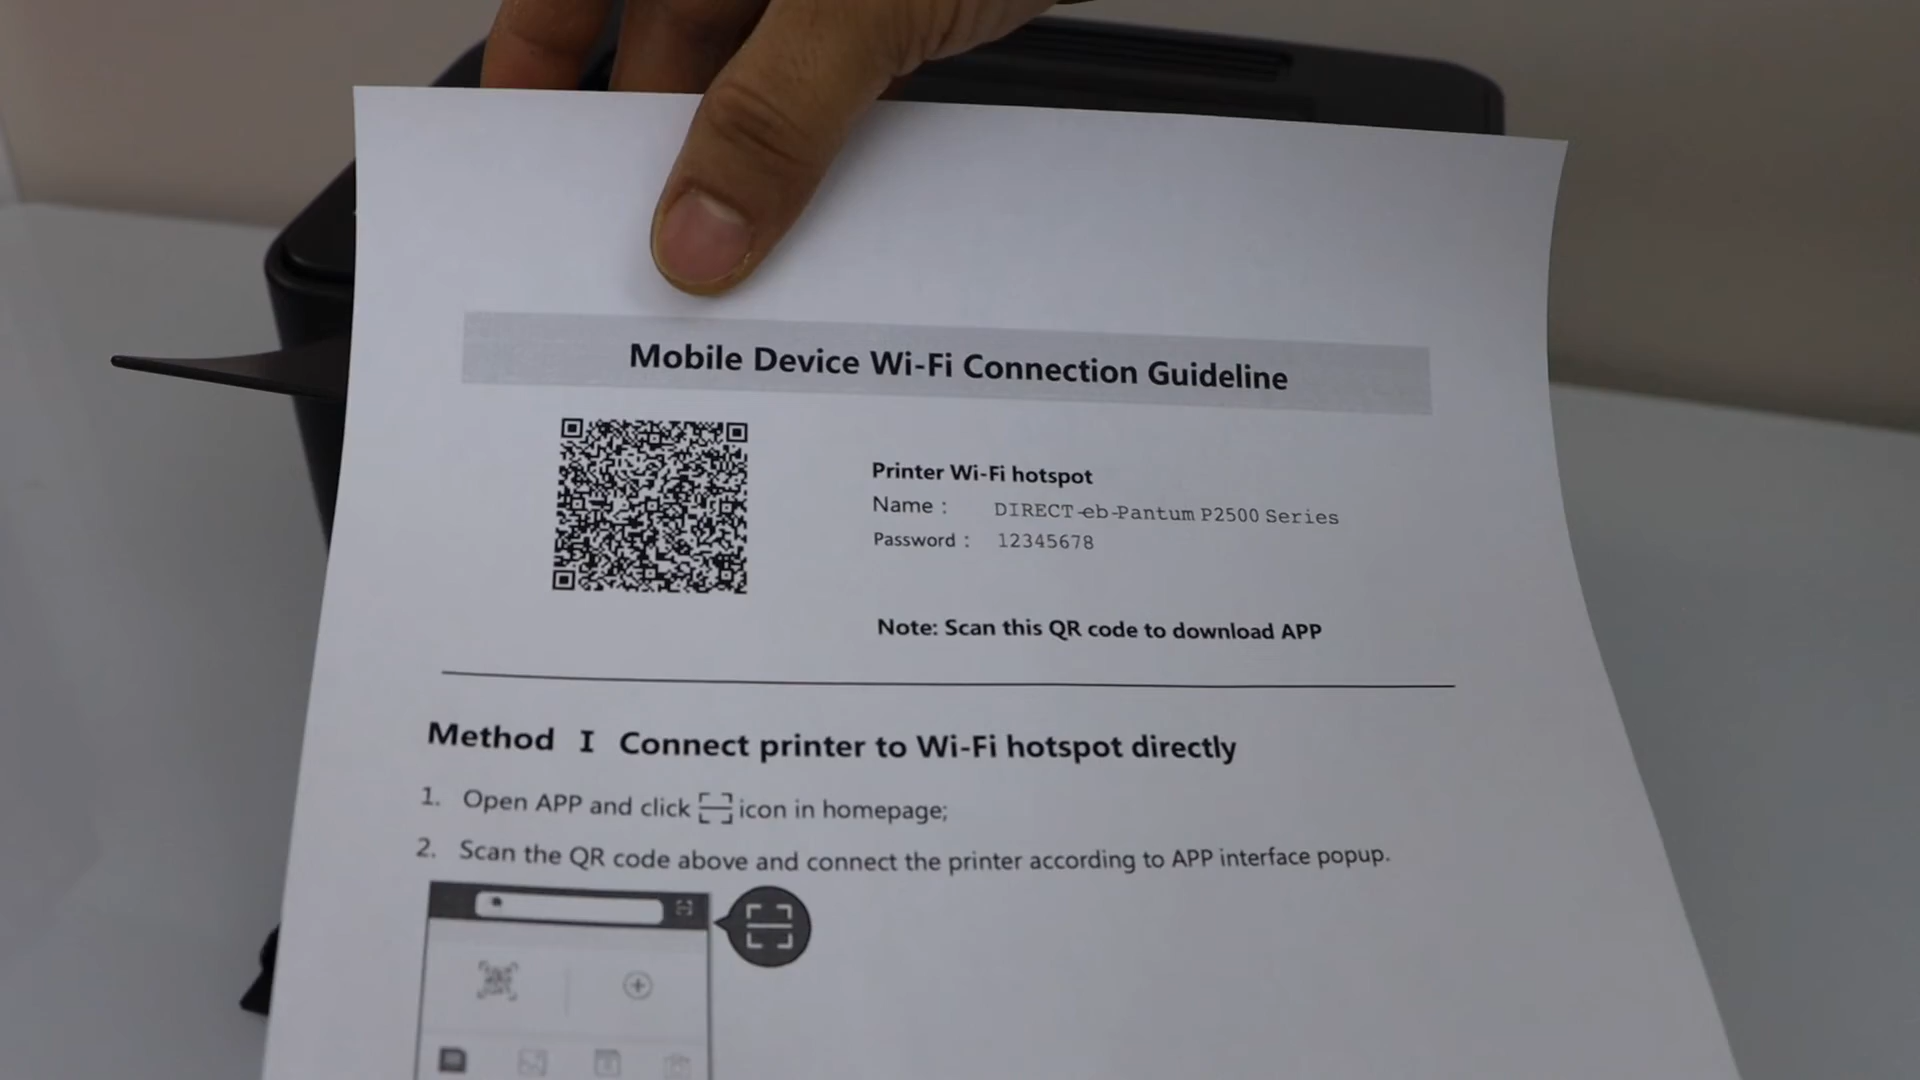 Mobile Device Wi-Fi Connection Guideline
Printer Wi-Fi hotspot
Name : DIRECT-eb-Pantum P2500 Series
Password : 12345678
Note: Scan this QR code to download APP
Method I Connect printer to Wi-Fi hotspot directly
1. Open APP and click icon in homepage;
2. Scan the QR code above and connect the printer according to APP interface popup.